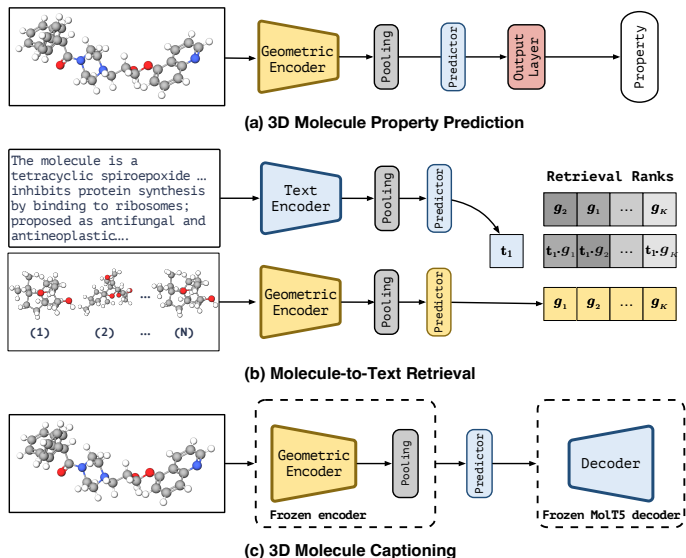 Geometric
Encoder
Pooling
Predictor
Output
Layer
Property
(a) 3D Molecule Property Prediction
The molecule is a
tetracyclic spiroepoxide ...
inhibits protein synthesis
by binding to ribosomes;
proposed as antifungal and
antineoplastic....
Text
Encoder
Pooling
Predictor
t₁
Retrieval Ranks
g₂ g₁ ... g_K
t₁·g₁ t₁·g₂ ... t₁·g_K
...
(1) (2) ... (N)
Geometric
Encoder
Pooling
Predictor
g₁ g₂ ... g_K
(b) Molecule-to-Text Retrieval
Geometric
Encoder
Pooling
Frozen encoder
Predictor
Decoder
Frozen MolT5 decoder
(c) 3D Molecule Captioning